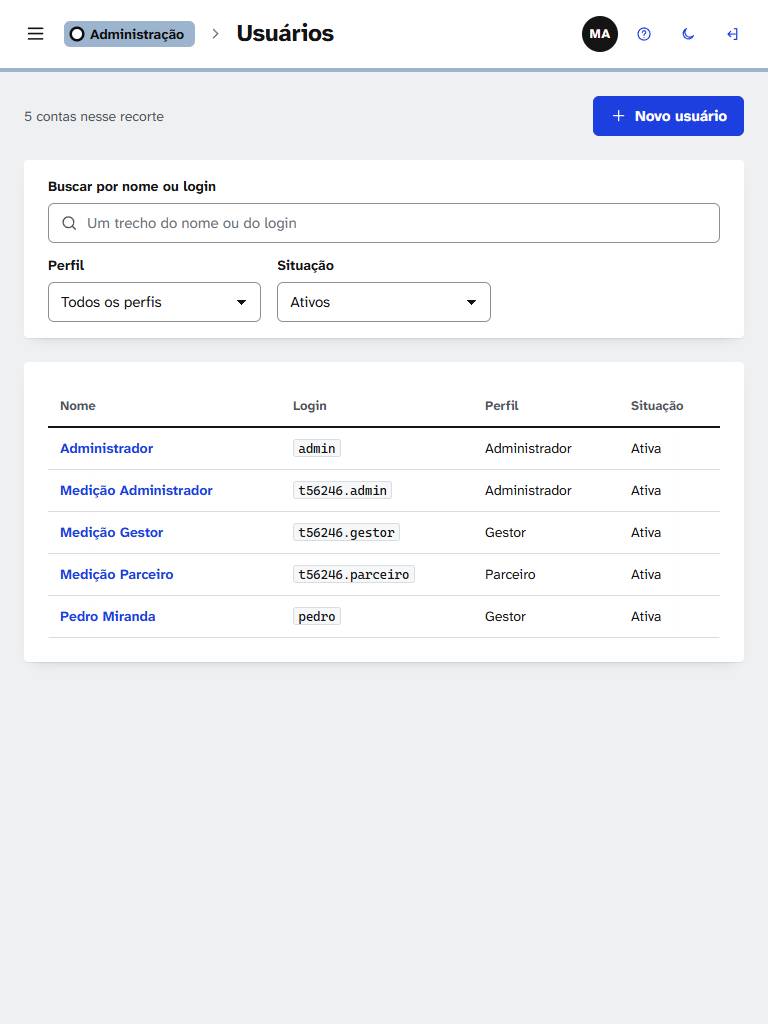 Administração
Usuários
MA
5 contas nesse recorte
Novo usuário
Buscar por nome ou login
Um trecho do nome ou do login
Perfil Situação
Todos os perfis Ativos
Nome Login Perfil Situação
Administrador admin Administrador Ativa
Medição Administrador t56246.admin Administrador Ativa
Medição Gestor t56246.gestor Gestor Ativa
Medição Parceiro t56246.parceiro Parceiro Ativa
Pedro Miranda pedro Gestor Ativa